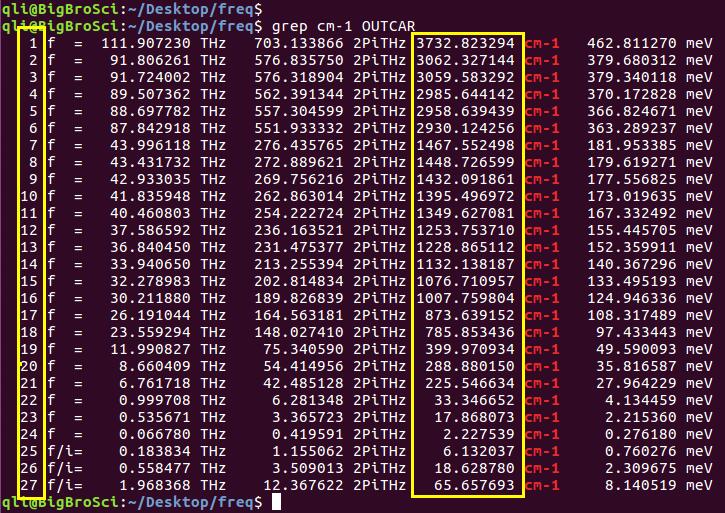 qli@BigBroSci:~/Desktop/freq$
qli@BigBroSci:~/Desktop/freq$ grep cm-1 OUTCAR
1 f = 111.907230 THz 703.133866 2PiTHz 3732.823294 cm-1 462.811270 meV
2 f = 91.806261 THz 576.835750 2PiTHz 3062.327144 cm-1 379.680312 meV
3 f = 91.724002 THz 576.318904 2PiTHz 3059.583292 cm-1 379.340118 meV
4 f = 89.507362 THz 562.391344 2PiTHz 2985.644142 cm-1 370.172828 meV
5 f = 88.697782 THz 557.304599 2PiTHz 2958.639439 cm-1 366.824671 meV
6 f = 87.842918 THz 551.933332 2PiTHz 2930.124256 cm-1 363.289237 meV
7 f = 43.996118 THz 276.435765 2PiTHz 1467.552498 cm-1 181.953385 meV
8 f = 43.431732 THz 272.889621 2PiTHz 1448.726599 cm-1 179.619271 meV
9 f = 42.933035 THz 269.756216 2PiTHz 1432.091861 cm-1 177.556825 meV
10 f = 41.835948 THz 262.863014 2PiTHz 1395.496972 cm-1 173.019635 meV
11 f = 40.460803 THz 254.222724 2PiTHz 1349.627081 cm-1 167.332492 meV
12 f = 37.586592 THz 236.163521 2PiTHz 1253.753710 cm-1 155.445705 meV
13 f = 36.840450 THz 231.475377 2PiTHz 1228.865112 cm-1 152.359911 meV
14 f = 33.940650 THz 213.255394 2PiTHz 1132.138187 cm-1 140.367296 meV
15 f = 32.278983 THz 202.814834 2PiTHz 1076.710957 cm-1 133.495193 meV
16 f = 30.211880 THz 189.826839 2PiTHz 1007.759804 cm-1 124.946336 meV
17 f = 26.191044 THz 164.563181 2PiTHz 873.639152 cm-1 108.317489 meV
18 f = 23.559294 THz 148.027410 2PiTHz 785.853436 cm-1 97.433443 meV
19 f = 11.990827 THz 75.340590 2PiTHz 399.970934 cm-1 49.590093 meV
20 f = 8.660409 THz 54.414956 2PiTHz 288.880150 cm-1 35.816587 meV
21 f = 6.761718 THz 42.485128 2PiTHz 225.546634 cm-1 27.964229 meV
22 f = 0.999708 THz 6.281348 2PiTHz 33.346652 cm-1 4.134459 meV
23 f = 0.535671 THz 3.365723 2PiTHz 17.868073 cm-1 2.215360 meV
24 f = 0.066780 THz 0.419591 2PiTHz 2.227539 cm-1 0.276180 meV
25 f/i= 0.183834 THz 1.155062 2PiTHz 6.132037 cm-1 0.760276 meV
26 f/i= 0.558477 THz 3.509013 2PiTHz 18.628780 cm-1 2.309675 meV
27 f/i= 1.968368 THz 12.367622 2PiTHz 65.657693 cm-1 8.140519 meV
qli@BigBroSci:~/Desktop/freq$